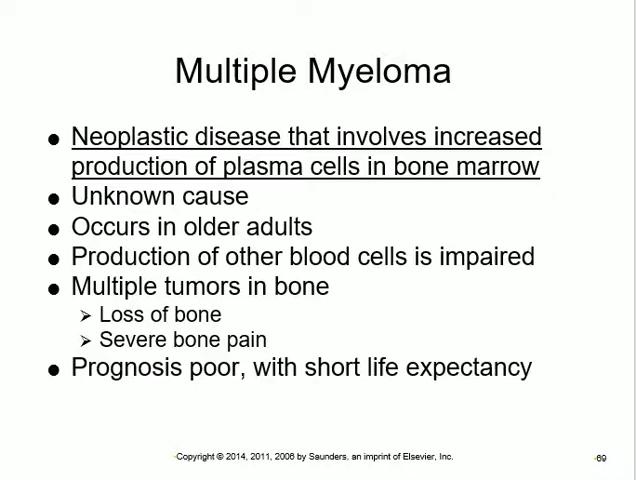 Multiple Myeloma
● Neoplastic disease that involves increased
production of plasma cells in bone marrow
● Unknown cause
● Occurs in older adults
● Production of other blood cells is impaired
● Multiple tumors in bone
➢ Loss of bone
➢ Severe bone pain
● Prognosis poor, with short life expectancy
Copyright © 2014, 2011, 2006 by Saunders, an imprint of Elsevier, Inc.
69